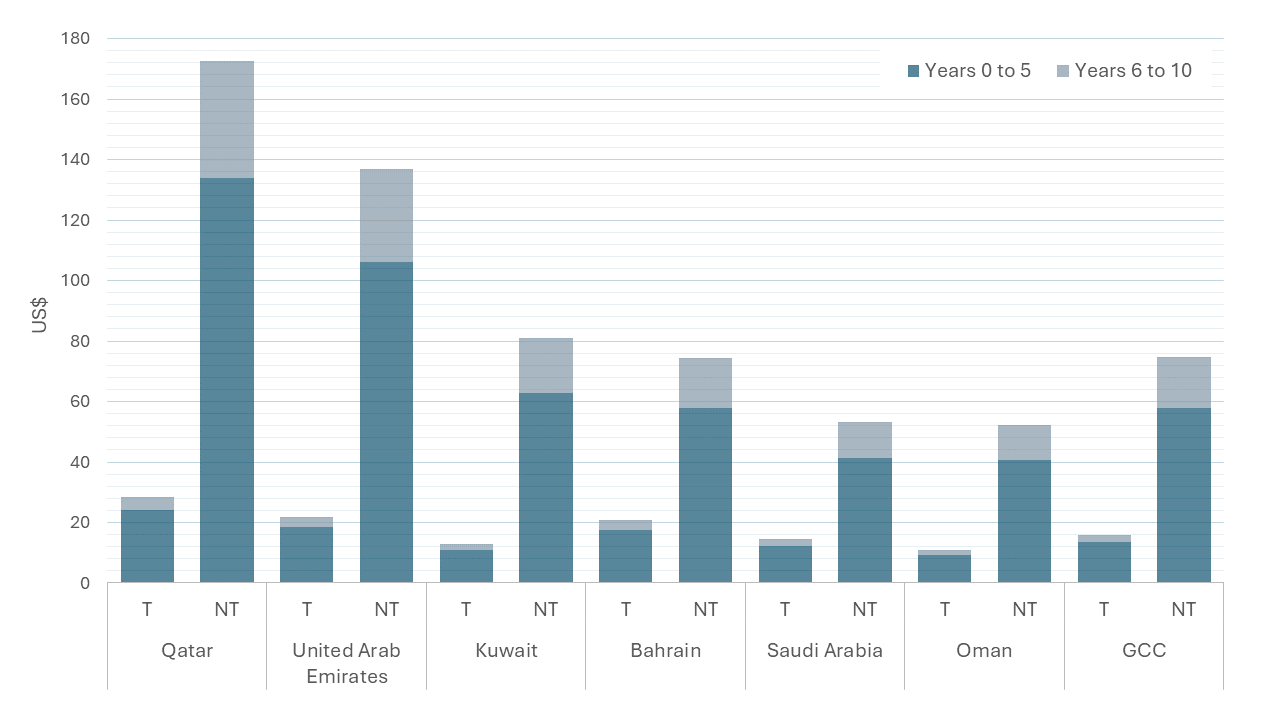 180
160
140
120
100
80
60
40
20
0
US$
Years 0 to 5 Years 6 to 10
T NT T NT T NT T NT T NT T NT T NT
Qatar United Arab Kuwait Bahrain Saudi Arabia Oman GCC
Emirates